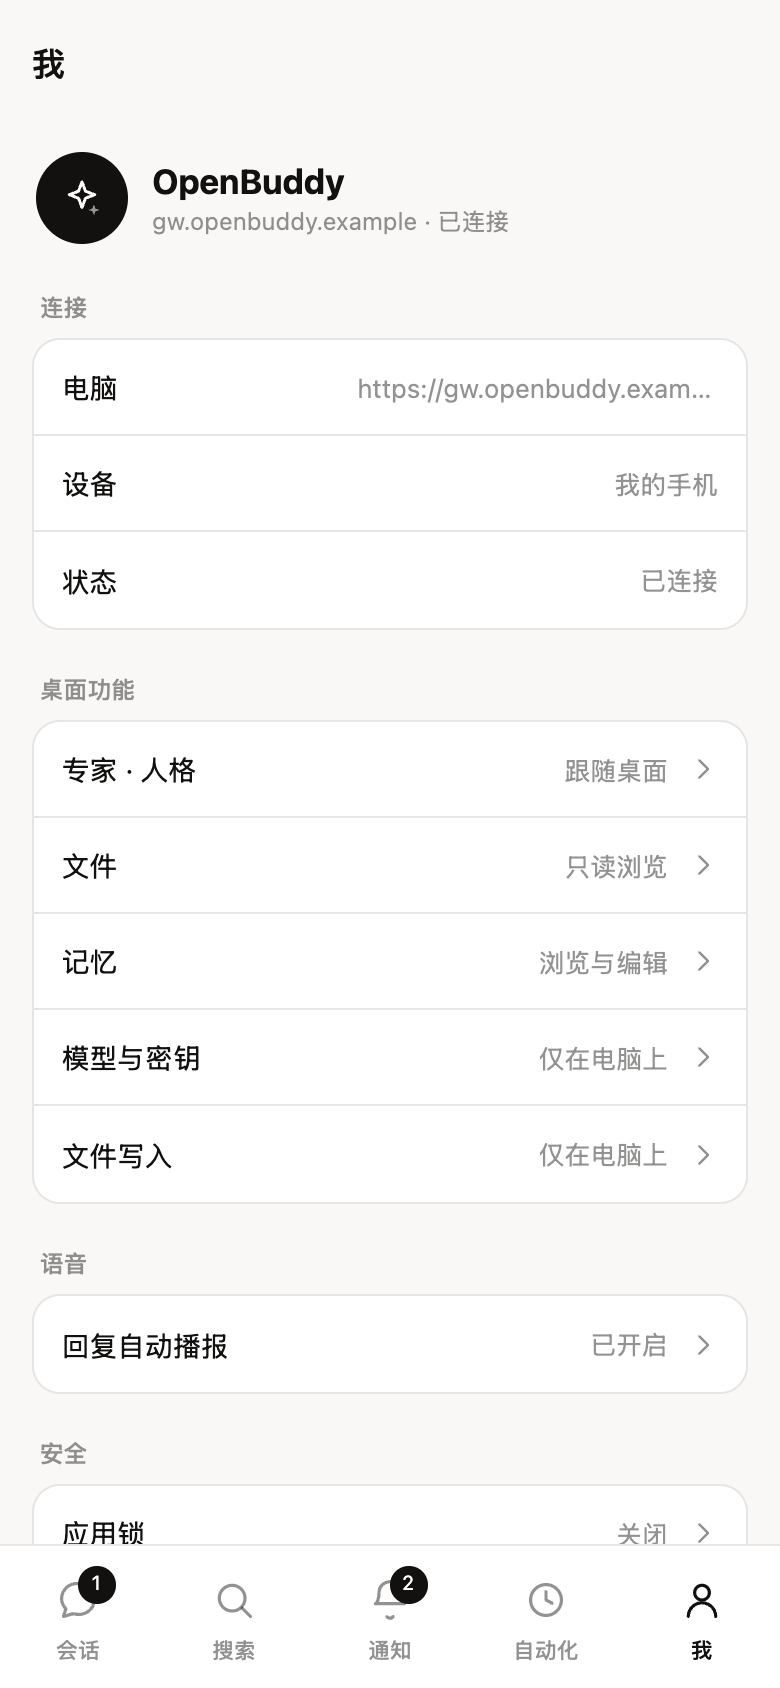 我
OpenBuddy
gw.openbuddy.example · 已连接
连接
电脑 https://gw.openbuddy.exam...
设备 我的手机
状态 已连接
桌面功能
专家 · 人格 跟随桌面
文件 只读浏览
记忆 浏览与编辑
模型与密钥 仅在电脑上
文件写入 仅在电脑上
语音
回复自动播报 已开启
安全
应用锁 关闭
1 2
会话 搜索 通知 自动化 我